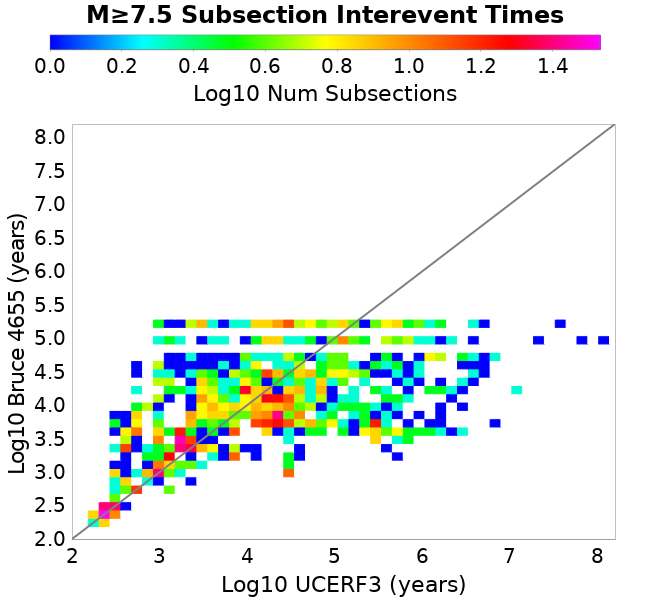 M≥7.5 Subsection Interevent Times
0.0 0.2 0.4 0.6 0.8 1.0 1.2 1.4
Log10 Num Subsections
Log10 Bruce 4655 (years)
8.0
7.5
7.0
6.5
6.0
5.5
5.0
4.5
4.0
3.5
3.0
2.5
2.0
2 3 4 5 6 7 8
Log10 UCERF3 (years)